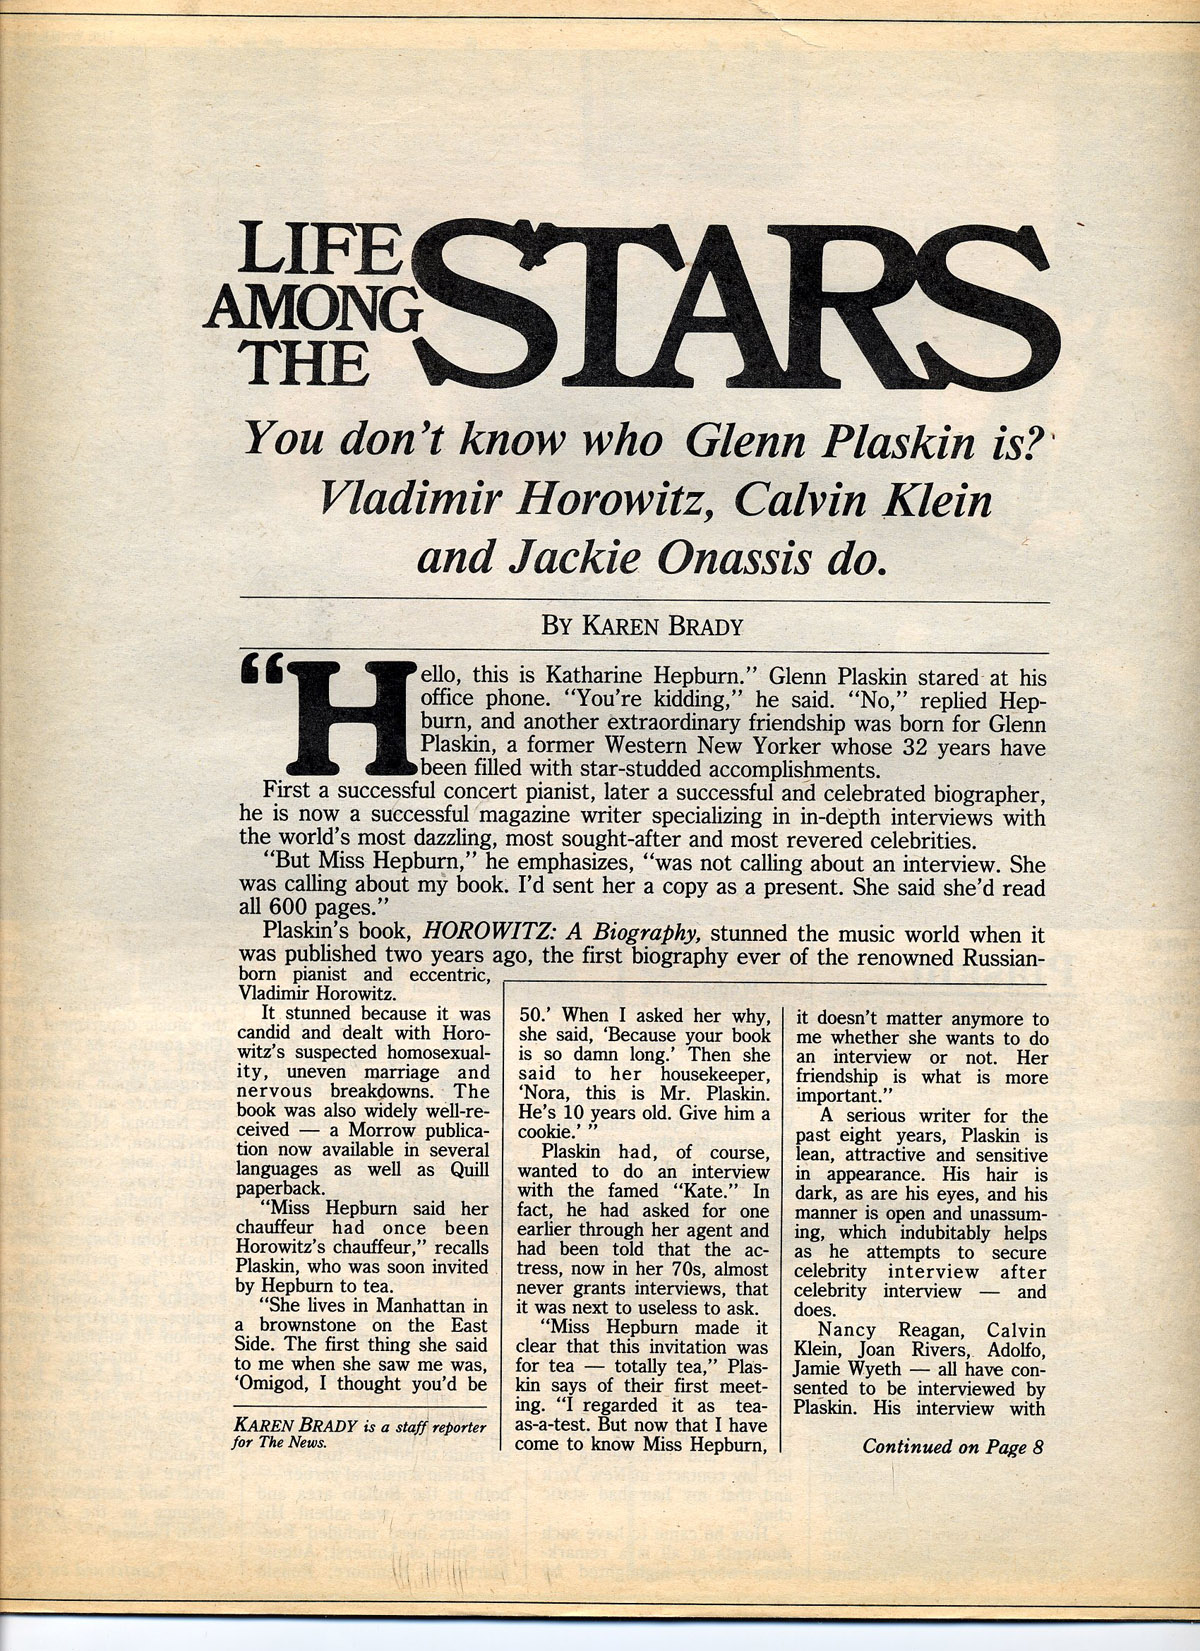 LIFE
AMONG
THE
STARS
You don't know who Glenn Plaskin is?
Vladimir Horowitz, Calvin Klein
and Jackie Onassis do.
BY KAREN BRADY
“Hello, this is Katharine Hepburn.” Glenn Plaskin stared at his
office phone. “You're kidding,” he said. “No,” replied Hep-
burn, and another extraordinary friendship was born for Glenn
Plaskin, a former Western New Yorker whose 32 years have
been filled with star-studded accomplishments.
First a successful concert pianist, later a successful and celebrated biographer,
he is now a successful magazine writer specializing in in-depth interviews with
the world's most dazzling, most sought-after and most revered celebrities.
“But Miss Hepburn,” he emphasizes, “was not calling about an interview. She
was calling about my book. I'd sent her a copy as a present. She said she'd read
all 600 pages.”
Plaskin's book, HOROWITZ: A Biography, stunned the music world when it
was published two years ago, the first biography ever of the renowned Russian-
born pianist and eccentric,
Vladimir Horowitz.
It stunned because it was
candid and dealt with Horo-
witz's suspected homosexual-
ity, uneven marriage and
nervous breakdowns. The
book was also widely well-re-
ceived — a Morrow publica-
tion now available in several
languages as well as Quill
paperback.
“Miss Hepburn said her
chauffeur had once been
Horowitz's chauffeur,” recalls
Plaskin, who was soon invited
by Hepburn to tea.
“She lives in Manhattan in
a brownstone on the East
Side. The first thing she said
to me when she saw me was,
‘Omigod, I thought you'd be
KAREN BRADY is a staff reporter
for The News.
50.’ When I asked her why,
she said, ‘Because your book
is so damn long.’ Then she
said to her housekeeper,
‘Nora, this is Mr. Plaskin.
He's 10 years old. Give him a
cookie.’ ”
Plaskin had, of course,
wanted to do an interview
with the famed “Kate.” In
fact, he had asked for one
earlier through her agent and
had been told that the ac-
tress, now in her 70s, almost
never grants interviews, that
it was next to useless to ask.
“Miss Hepburn made it
clear that this invitation was
for tea — totally tea,” Plas-
kin says of their first meet-
ing. “I regarded it as tea-
as-a-test. But now that I have
come to know Miss Hepburn,
it doesn't matter anymore to
me whether she wants to do
an interview or not. Her
friendship is what is more
important.”
A serious writer for the
past eight years, Plaskin is
lean, attractive and sensitive
in appearance. His hair is
dark, as are his eyes, and his
manner is open and unassum-
ing, which indubitably helps
as he attempts to secure
celebrity interview after
celebrity interview — and
does.
Nancy Reagan, Calvin
Klein, Joan Rivers, Adolfo,
Jamie Wyeth — all have con-
sented to be interviewed by
Plaskin. His interview with
Continued on Page 8